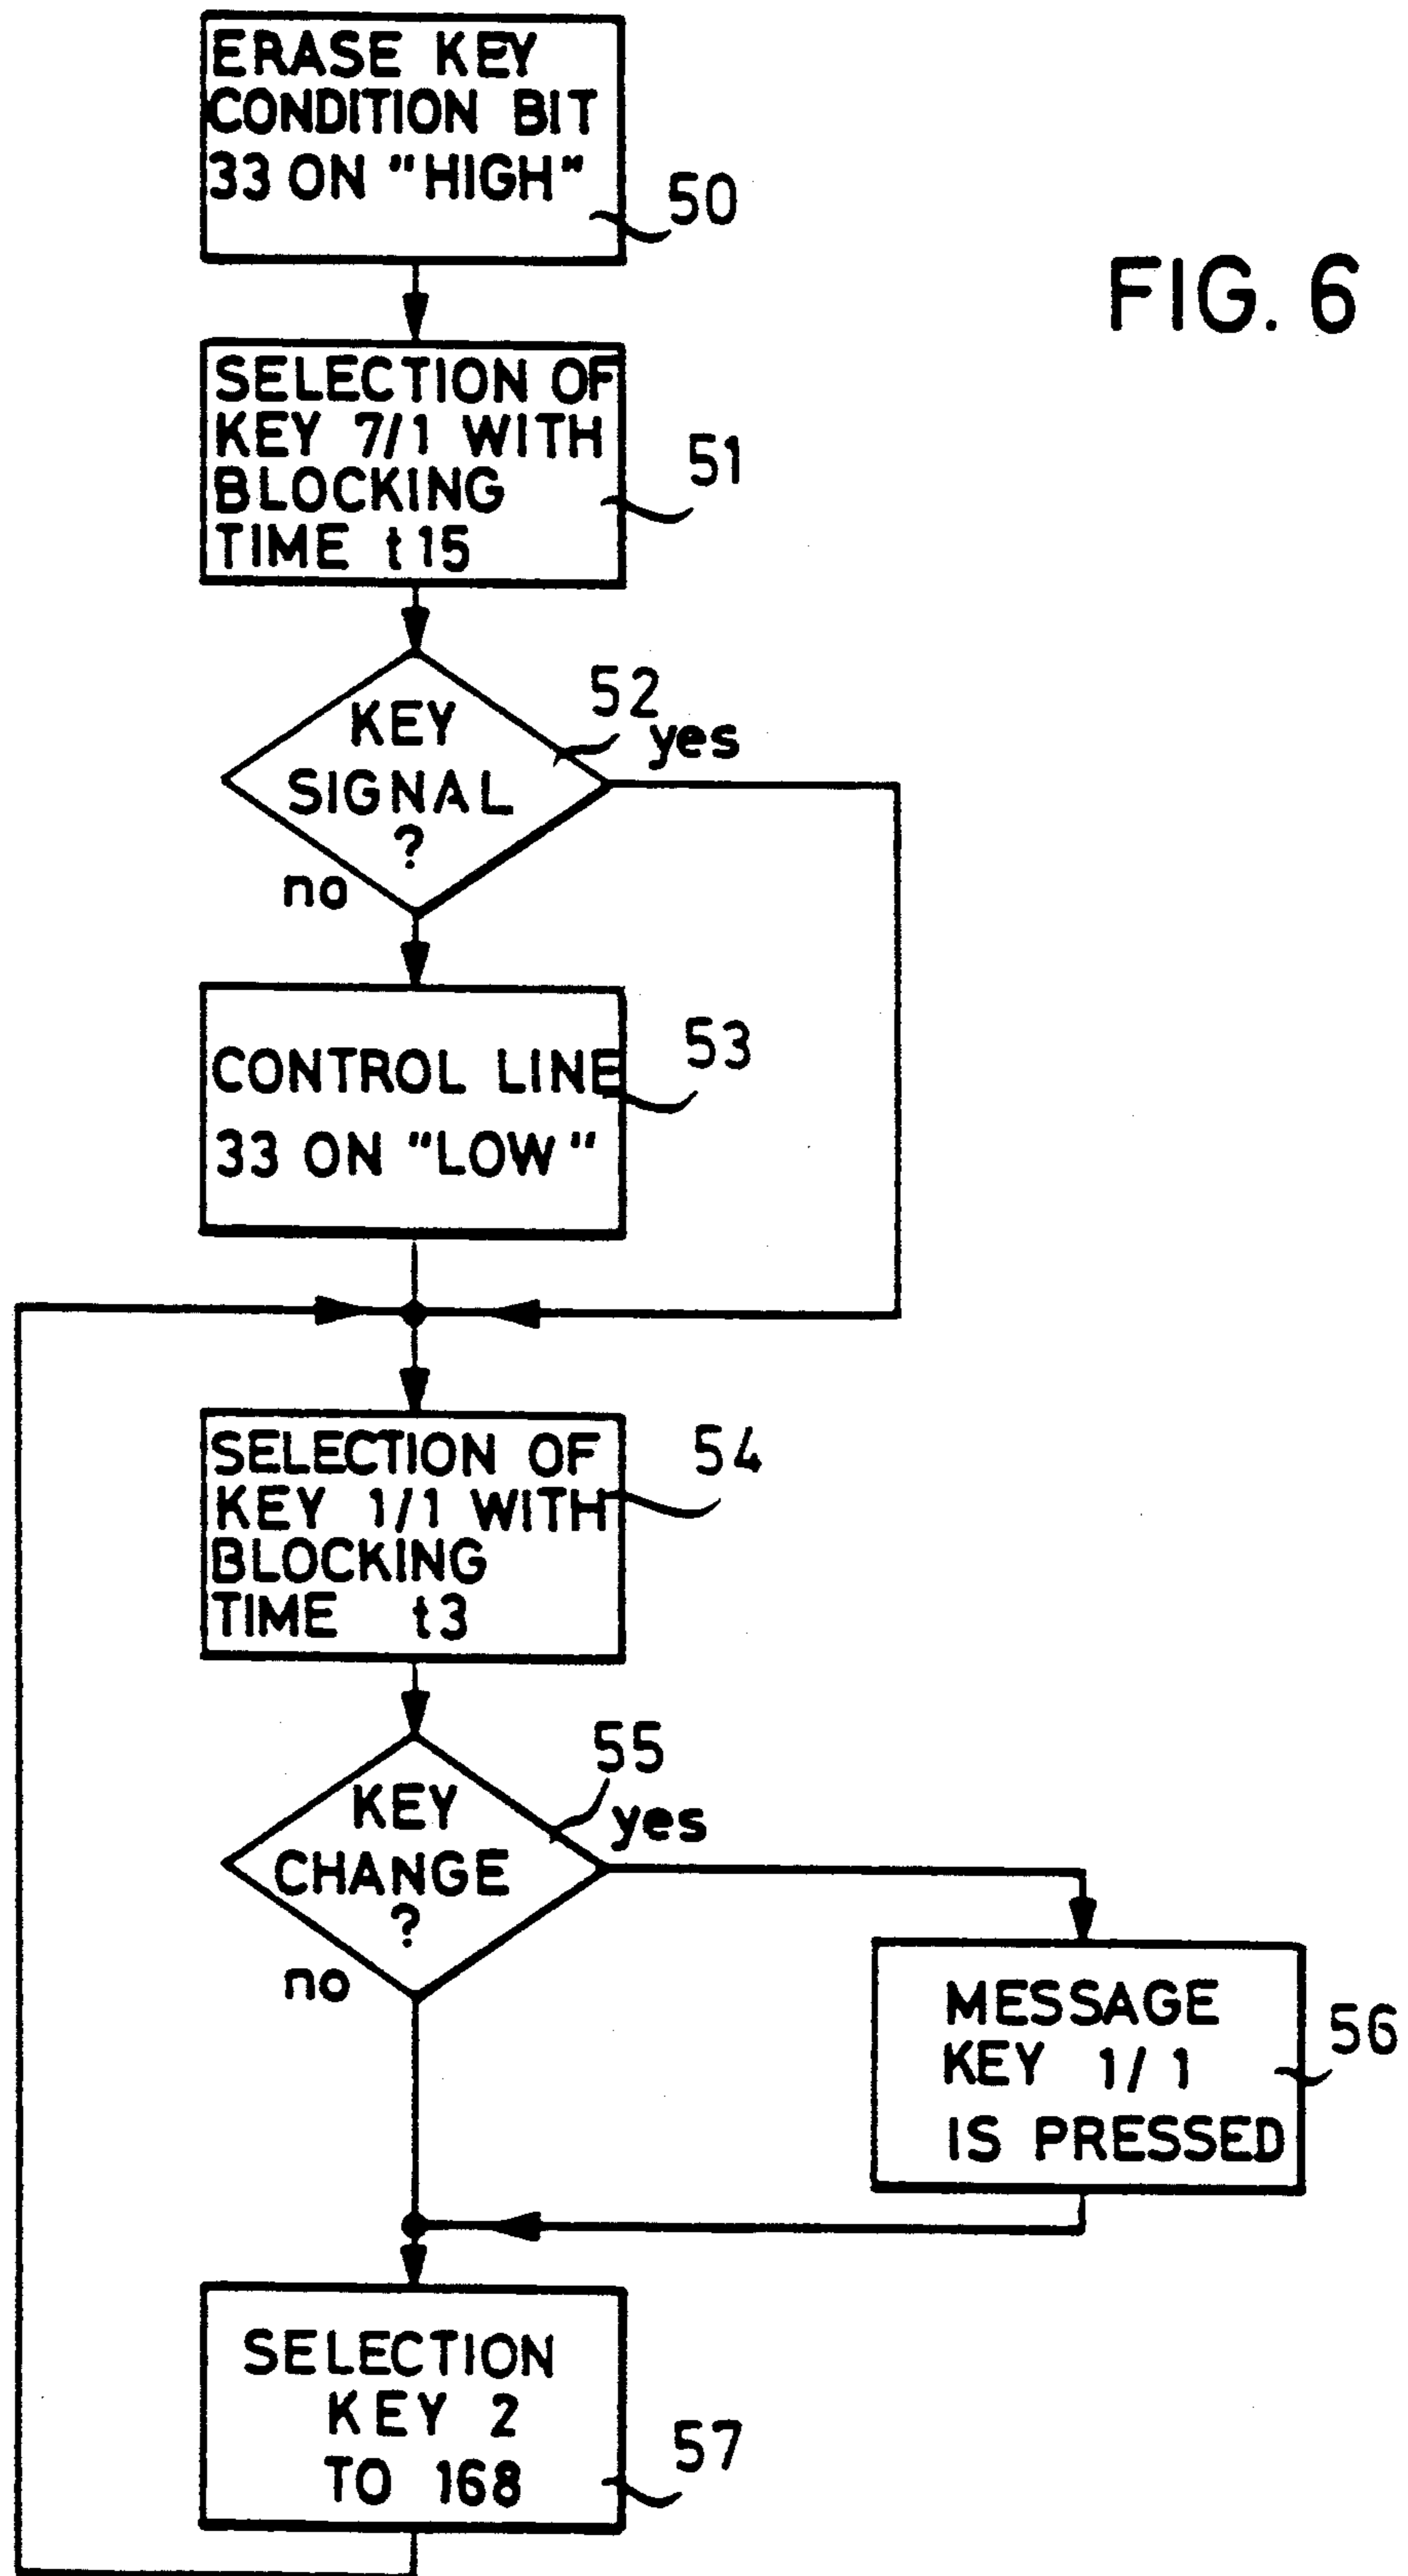 ERASE KEY
CONDITION BIT
33 ON "HIGH"
50
FIG. 6
SELECTION OF
KEY 7/1 WITH
BLOCKING
TIME t15
51
KEY
SIGNAL
?
52
yes
no
CONTROL LINE
33 ON "LOW"
53
SELECTION OF
KEY 1/1 WITH
BLOCKING
TIME t3
54
KEY
CHANGE
?
55
yes
no
MESSAGE
KEY 1/1
IS PRESSED
56
SELECTION
KEY 2
TO 168
57